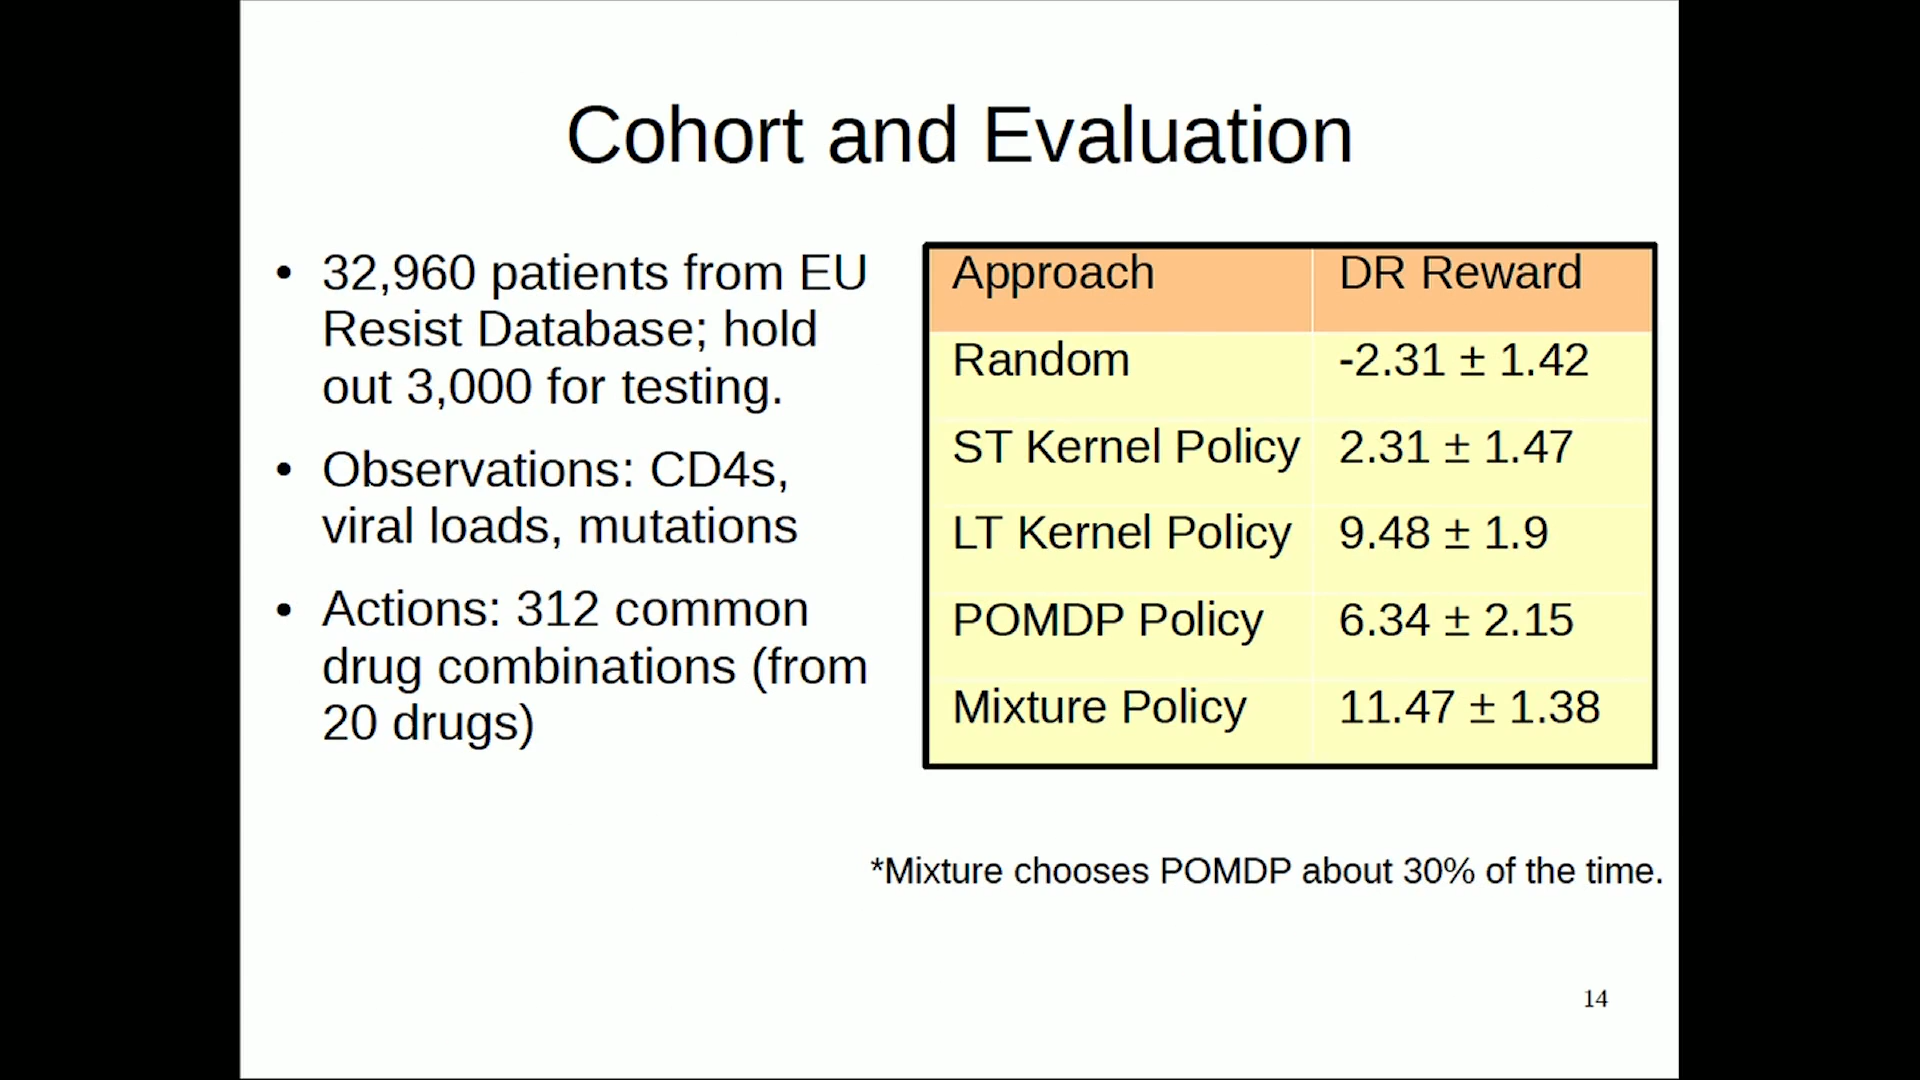 Cohort and Evaluation
• 32,960 patients from EU
Resist Database; hold
out 3,000 for testing.
• Observations: CD4s,
viral loads, mutations
• Actions: 312 common
drug combinations (from
20 drugs)
Approach DR Reward
Random -2.31 ± 1.42
ST Kernel Policy 2.31 ± 1.47
LT Kernel Policy 9.48 ± 1.9
POMDP Policy 6.34 ± 2.15
Mixture Policy 11.47 ± 1.38
*Mixture chooses POMDP about 30% of the time.
14